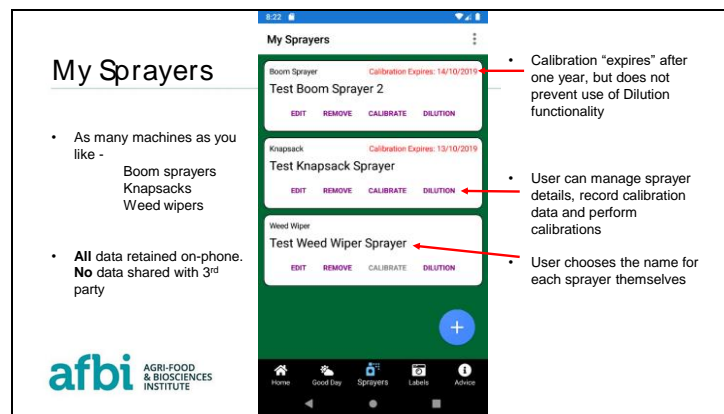 My Sprayers
• As many machines as you
like -
Boom sprayers
Knapsacks
Weed wipers
• All data retained on-phone.
No data shared with 3rd
party
afbi AGRI-FOOD
& BIOSCIENCES
INSTITUTE
8:22
My Sprayers
Boom Sprayer Calibration Expires: 14/10/2019
Test Boom Sprayer 2
EDIT REMOVE CALIBRATE DILUTION
Knapsack Calibration Expires: 13/10/2019
Test Knapsack Sprayer
EDIT REMOVE CALIBRATE DILUTION
Weed Wiper
Test Weed Wiper Sprayer
EDIT REMOVE CALIBRATE DILUTION
+
Home Good Day Sprayers Labels Advice
• Calibration “expires” after
one year, but does not
prevent use of Dilution
functionality
• User can manage sprayer
details, record calibration
data and perform
calibrations
• User chooses the name for
each sprayer themselves